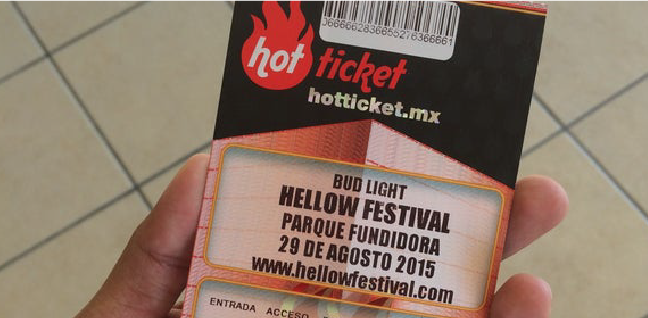 hot ticket
hotticket.mx
BUD LIGHT
HELLOW FESTIVAL
PARQUE FUNDIDORA
29 DE AGOSTO 2015
www.hellowfestival.com
ENTRADA ACCESO